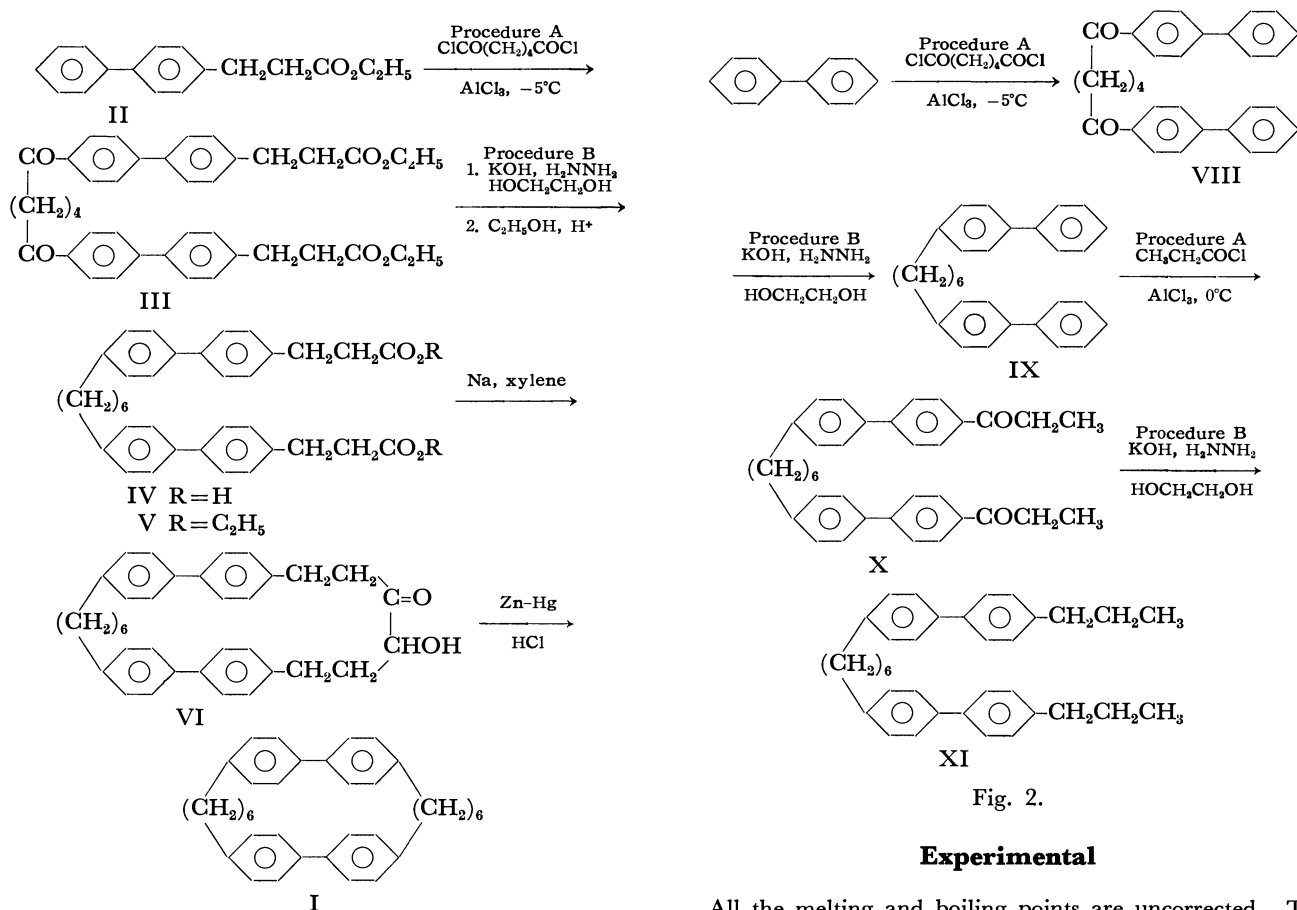 Procedure A
ClCO(CH₂)₄COCl
-CH₂CH₂CO₂C₂H₅
AlCl₃, −5°C
II
CO- -CH₂CH₂CO₂C₂H₅
Procedure B
1. KOH, H₂NNH₂
HOCH₂CH₂OH
(CH₂)₄
2. C₂H₅OH, H⁺
CO- -CH₂CH₂CO₂C₂H₅
III
-CH₂CH₂CO₂R
Na, xylene
(CH₂)₆
-CH₂CH₂CO₂R
IV R=H
V R=C₂H₅
-CH₂CH₂
C=O
Zn-Hg
(CH₂)₆
CHOH
HCl
-CH₂CH₂
VI
(CH₂)₆ (CH₂)₆
I
CO-
Procedure A
ClCO(CH₂)₄COCl
(CH₂)₄
AlCl₃, −5°C
CO-
VIII
Procedure B
KOH, H₂NNH₂
HOCH₂CH₂OH
(CH₂)₆
Procedure A
CH₃CH₂COCl
AlCl₃, 0°C
IX
-COCH₂CH₃
Procedure B
KOH, H₂NNH₂
(CH₂)₆
HOCH₂CH₂OH
-COCH₂CH₃
X
-CH₂CH₂CH₃
(CH₂)₆
-CH₂CH₂CH₃
XI
Fig. 2.
Experimental
All the melting and boiling points are uncorrected. T